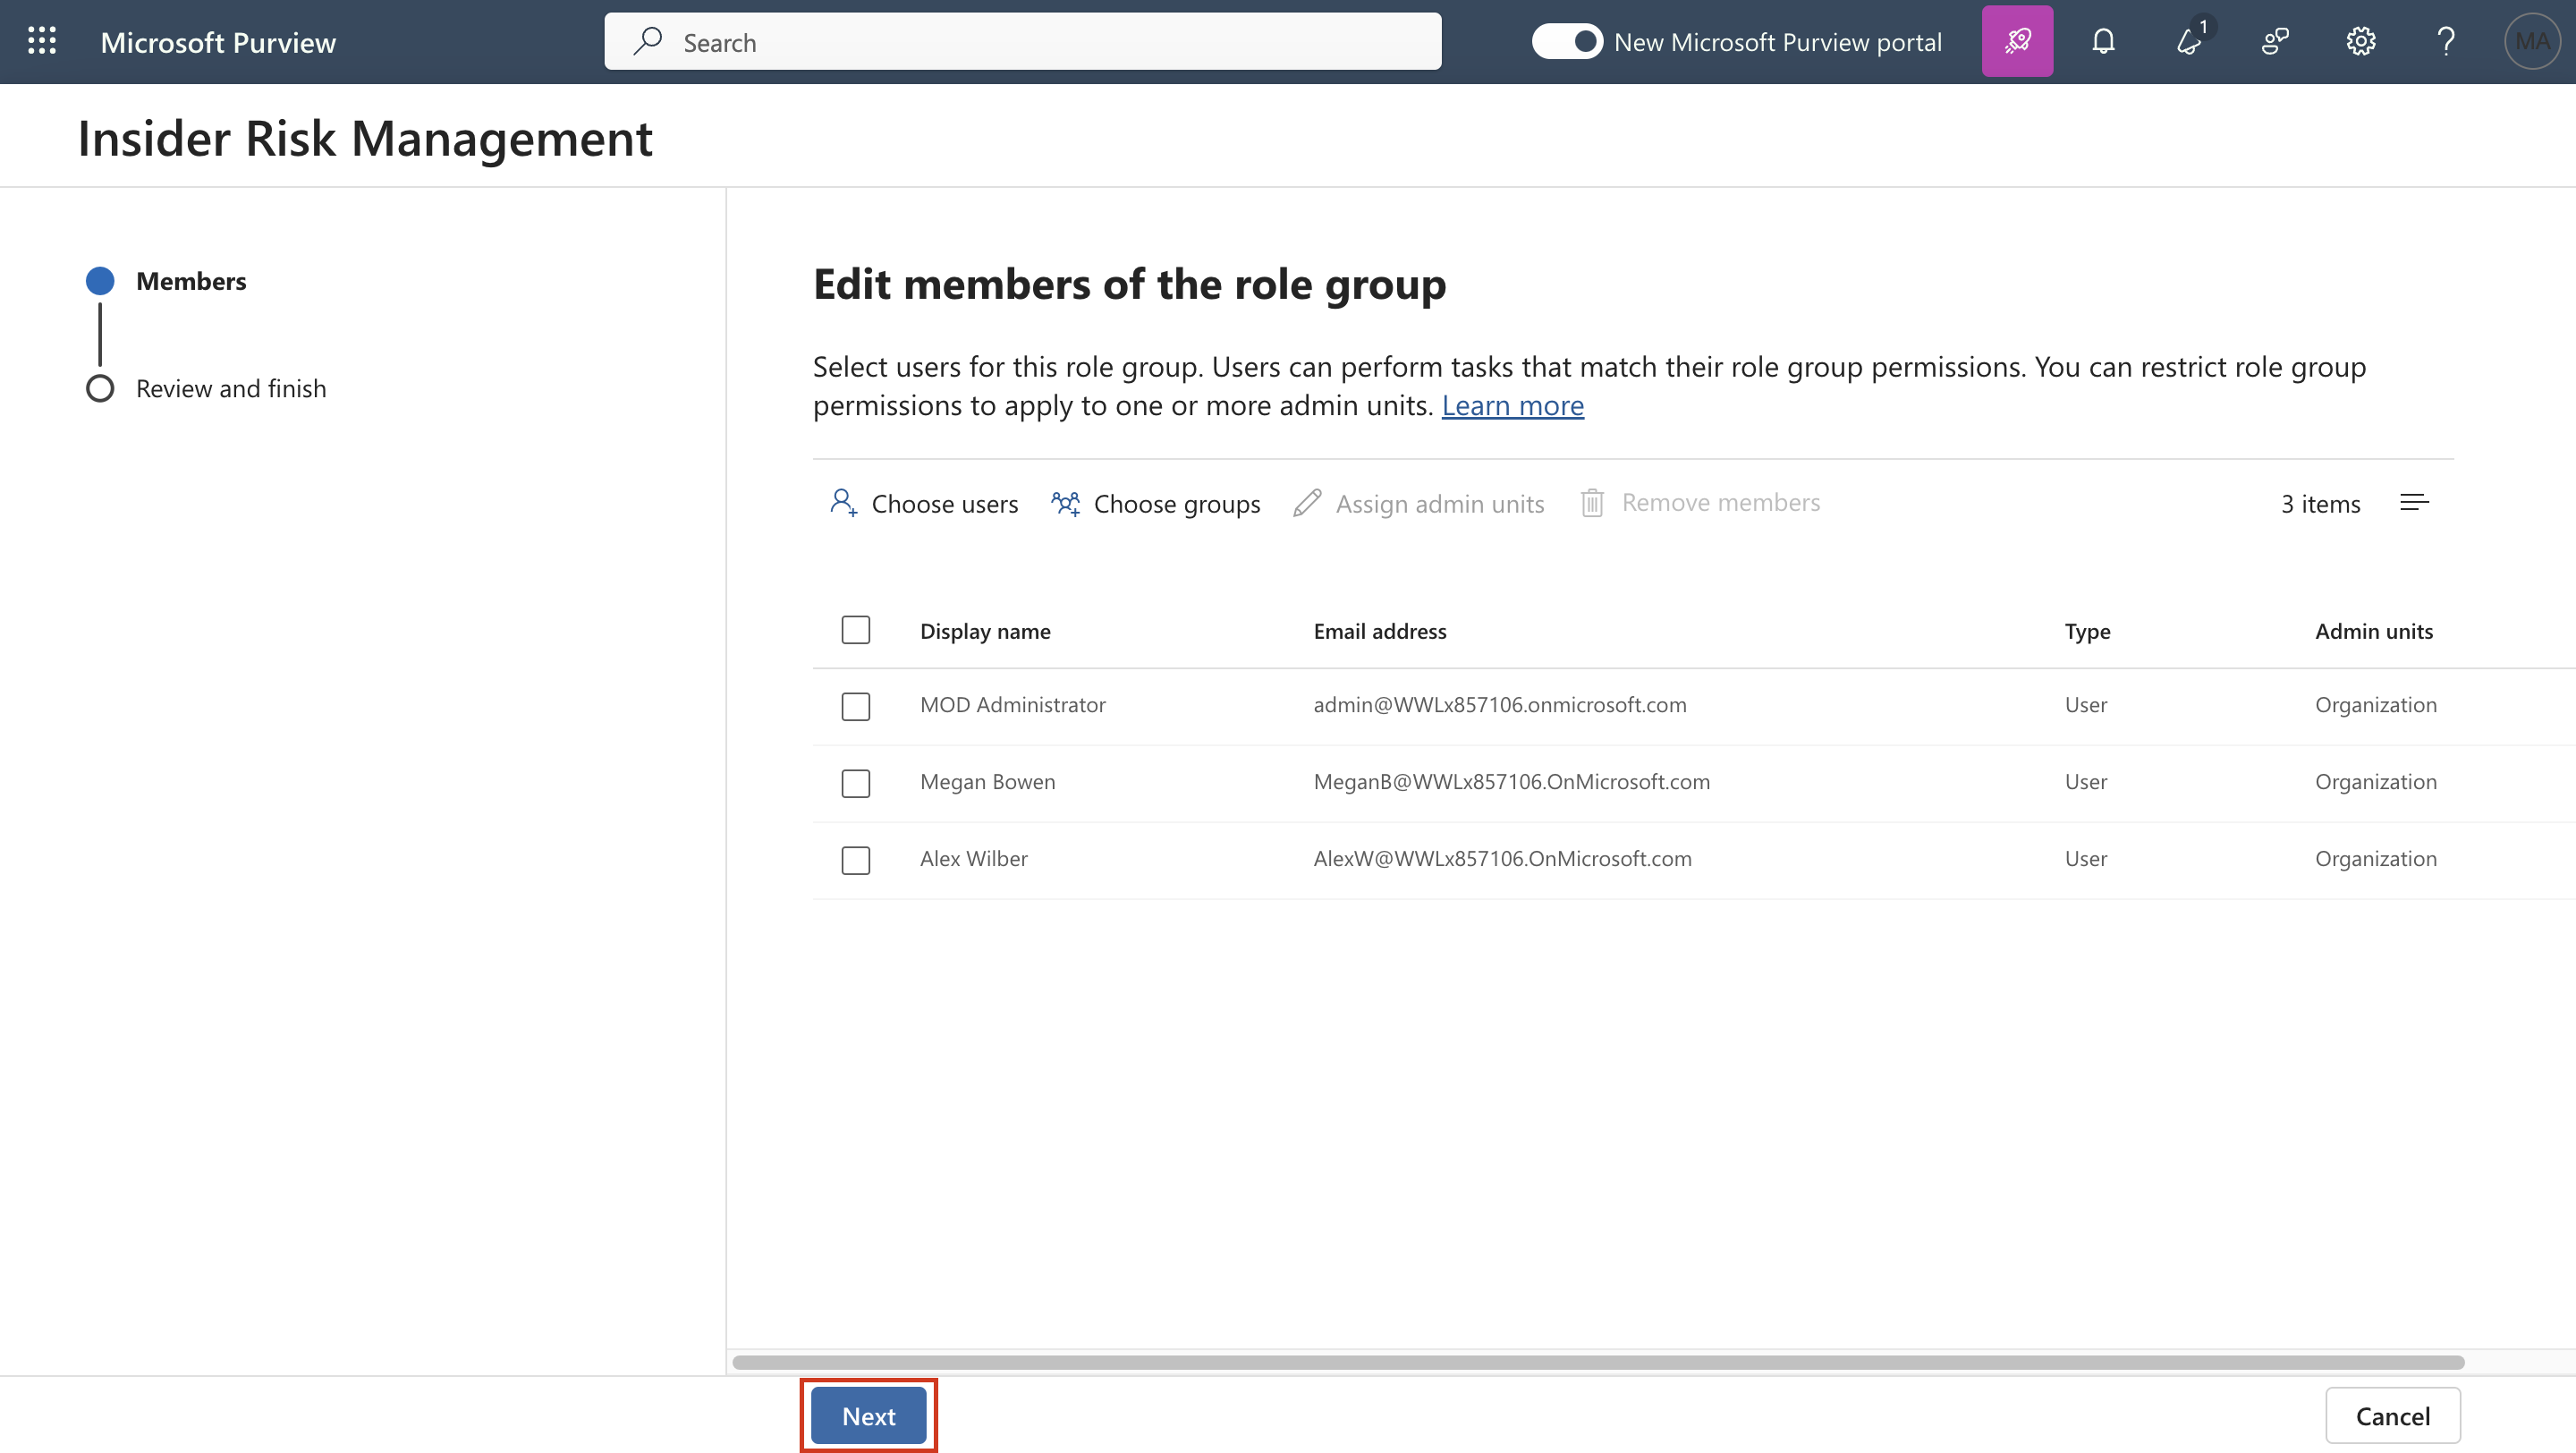 Microsoft Purview
Search
New Microsoft Purview portal
1
MA
Insider Risk Management
Members
Review and finish
Edit members of the role group
Select users for this role group. Users can perform tasks that match their role group permissions. You can restrict role group
permissions to apply to one or more admin units. Learn more
Choose users Choose groups Assign admin units Remove members 3 items
Display name Email address Type Admin units
MOD Administrator admin@WWLx857106.onmicrosoft.com User Organization
Megan Bowen MeganB@WWLx857106.OnMicrosoft.com User Organization
Alex Wilber AlexW@WWLx857106.OnMicrosoft.com User Organization
Next Cancel